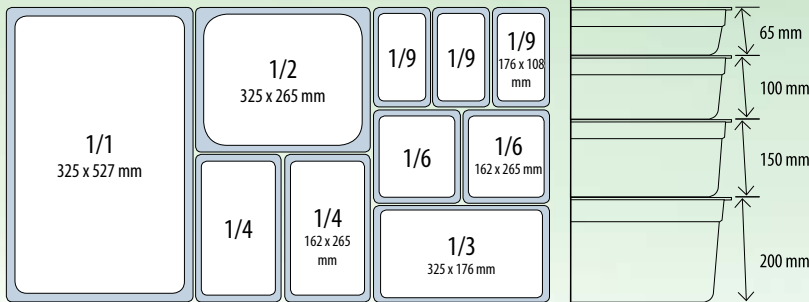 1/1
325 x 527 mm
1/2
325 x 265 mm
1/4
1/4
162 x 265
mm
1/9
1/9
1/9
176 x 108
mm
1/6
1/6
162 x 265 mm
1/3
325 x 176 mm
65 mm
100 mm
150 mm
200 mm